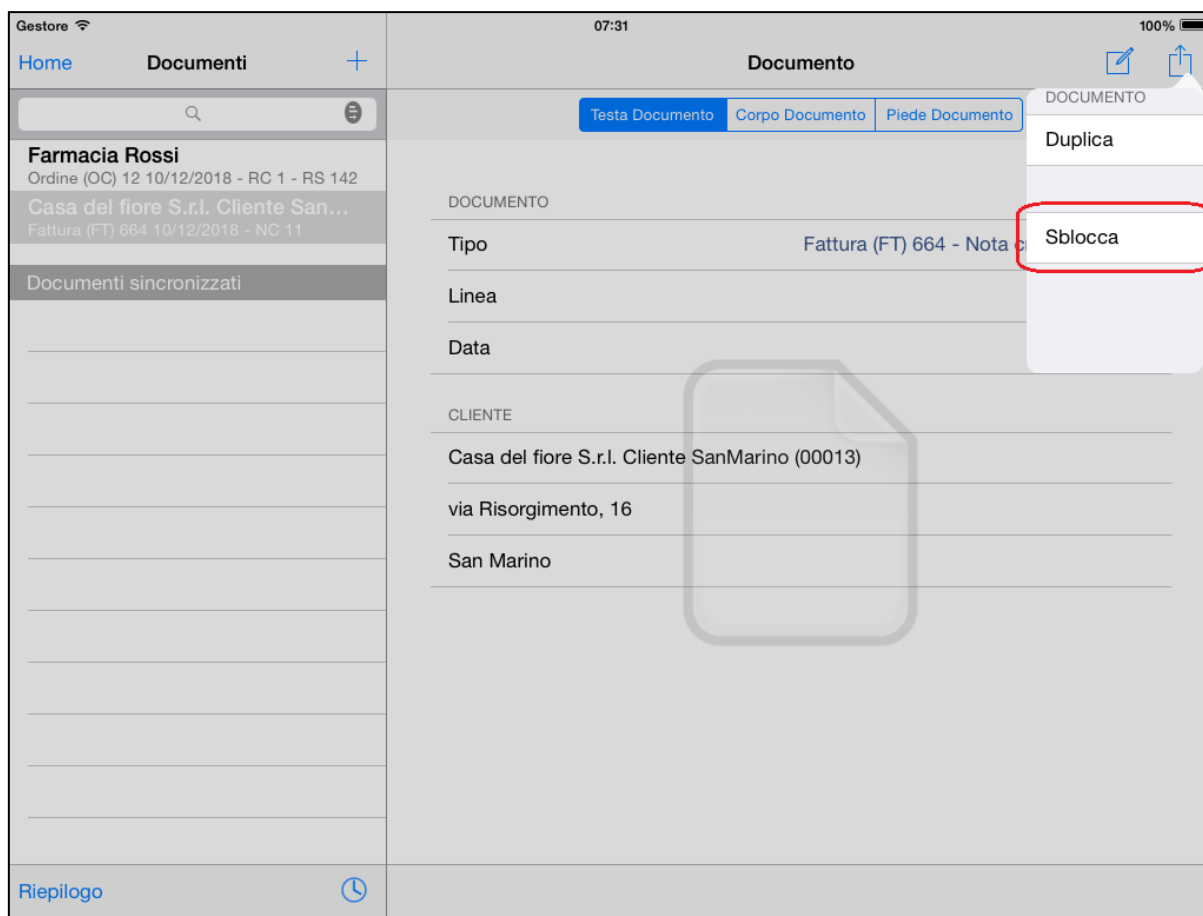 Gestore 07:31 100%
Home Documenti Documento
Testa Documento Corpo Documento Piede Documento
Farmacia Rossi
Ordine (OC) 12 10/12/2018 - RC 1 - RS 142
Casa del fiore S.r.l. Cliente San...
Fattura (FT) 664 10/12/2018 - NC 11
Documenti sincronizzati
DOCUMENTO
Tipo Fattura (FT) 664 - Nota
Linea
Data
CLIENTE
Casa del fiore S.r.l. Cliente SanMarino (00013)
via Risorgimento, 16
San Marino
DOCUMENTO
Duplica
Sblocca
Riepilogo